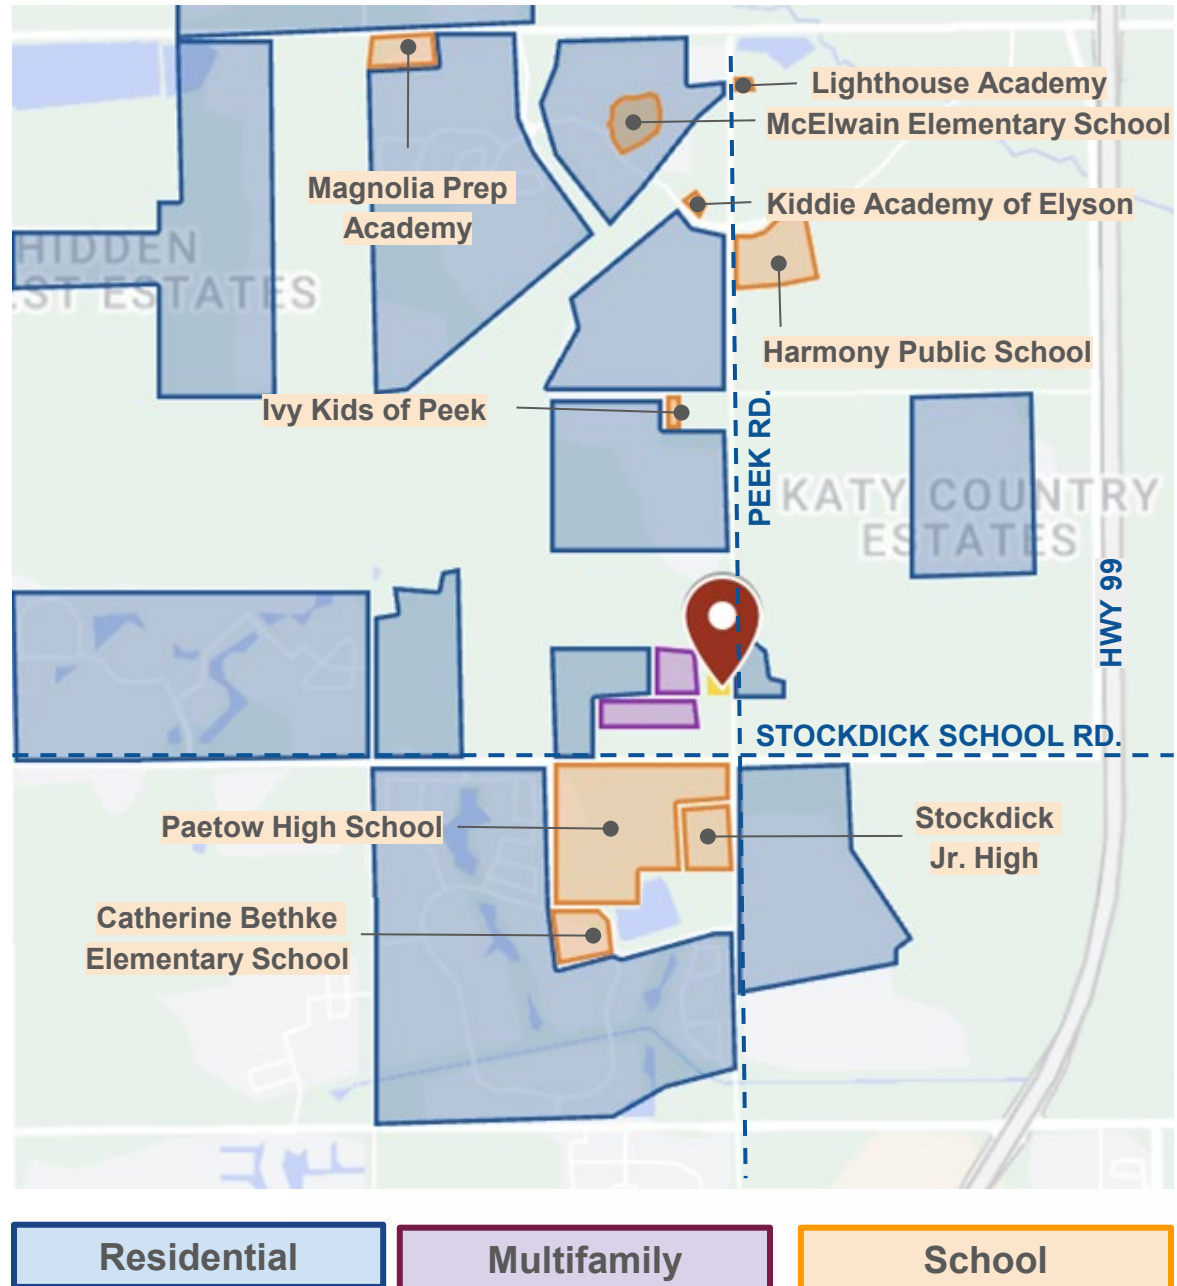 Lighthouse Academy
McElwain Elementary School
Magnolia Prep
Academy
Kiddie Academy of Elyson
HIDDEN
ST ESTATES
Harmony Public School
Ivy Kids of Peek
PEEK RD.
KATY COUNTRY
ESTATES
HWY 99
STOCKDICK SCHOOL RD.
Paetow High School
Stockdick
Jr. High
Catherine Bethke
Elementary School
Residential
Multifamily
School